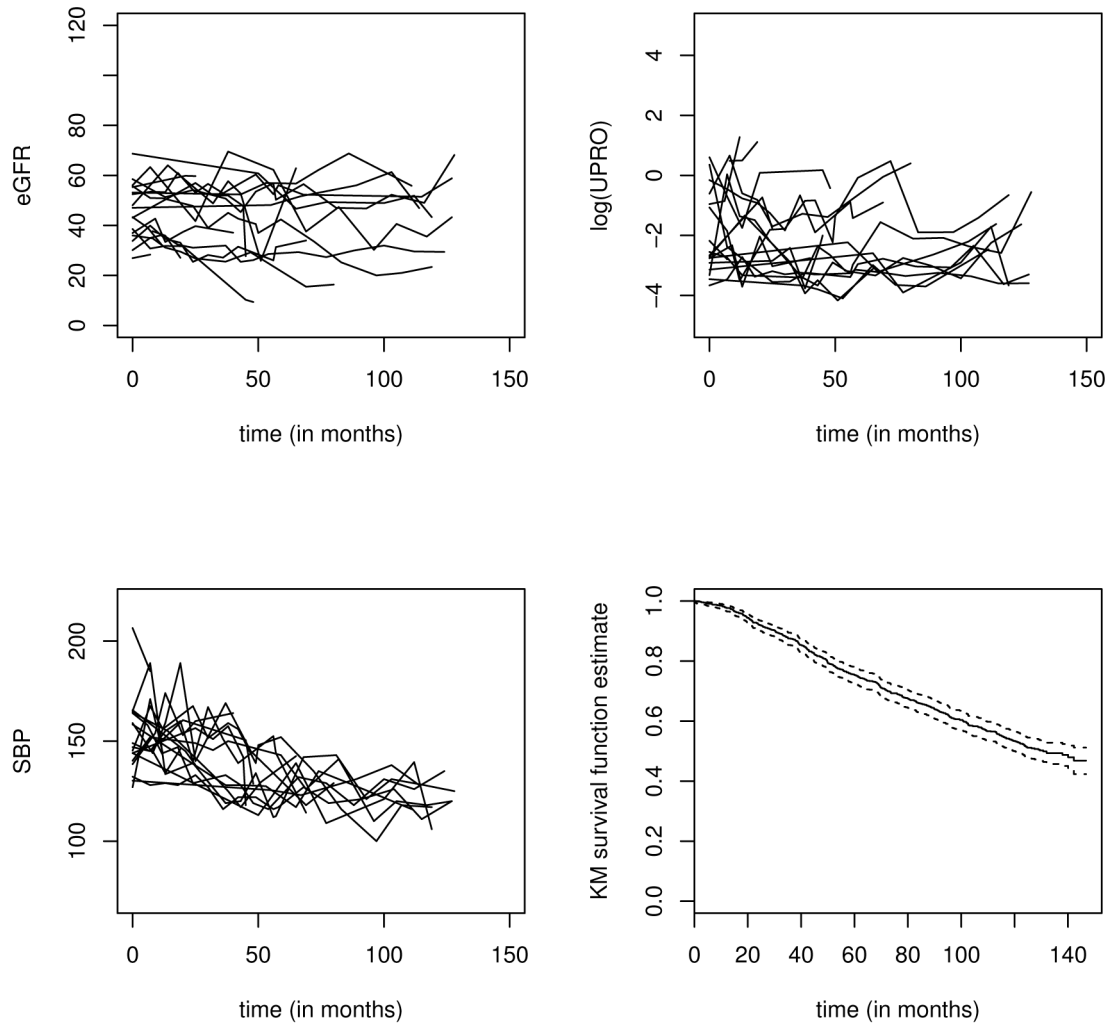 eGFR
0 20 40 60 80 120
0 50 100 150
time (in months)
log(UPRO)
−4 −2 0 2 4
0 50 100 150
time (in months)
SBP
100 150 200
0 50 100 150
time (in months)
KM survival function estimate
0.0 0.2 0.4 0.6 0.8 1.0
0 20 40 60 80 100 140
time (in months)